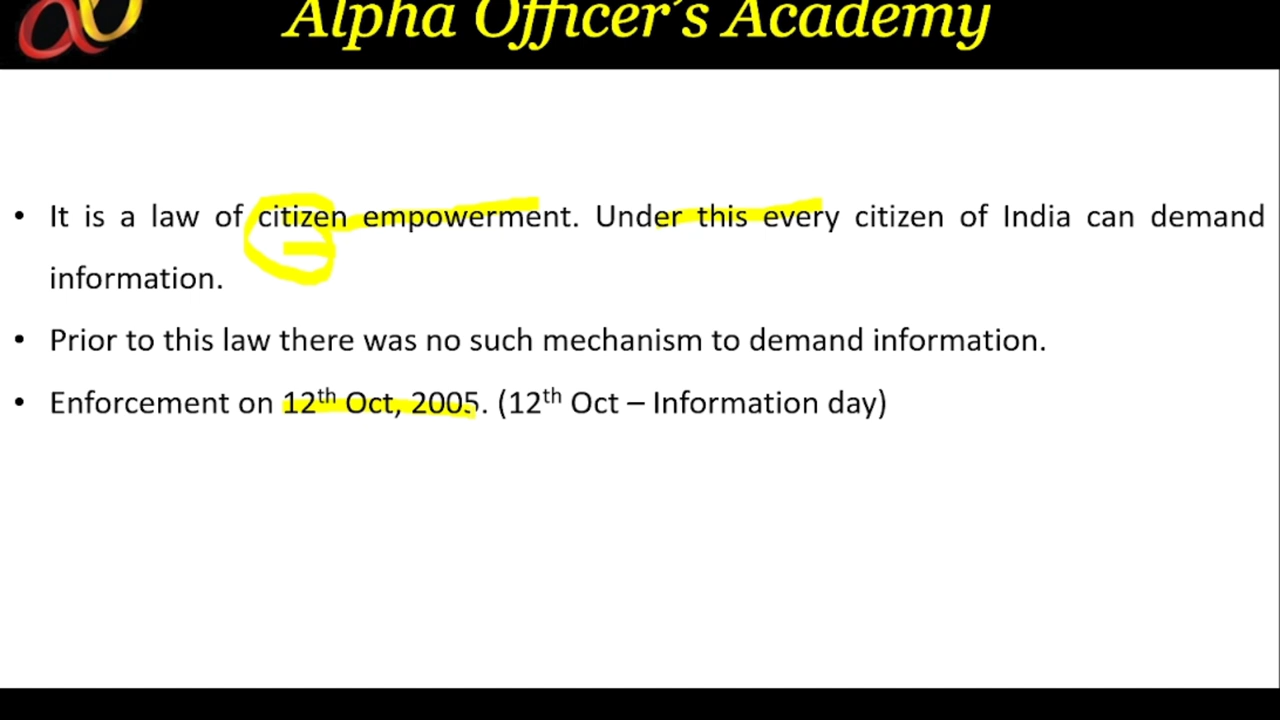 Alpha Officer's Academy
• It is a law of citizen empowerment. Under this every citizen of India can demand
information.
• Prior to this law there was no such mechanism to demand information.
• Enforcement on 12th Oct, 2005. (12th Oct – Information day)